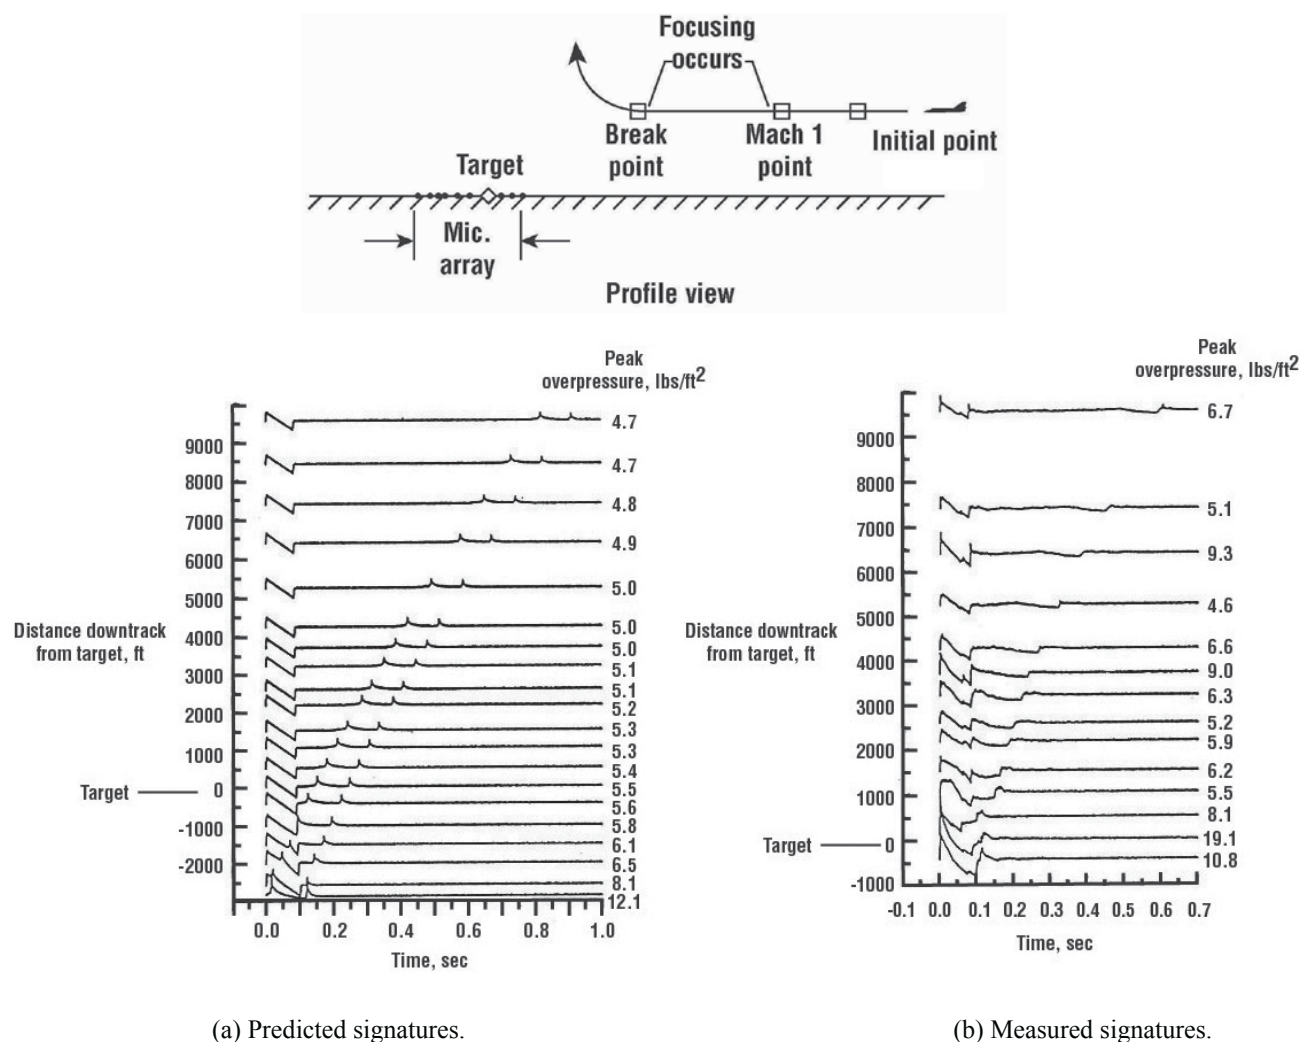 Focusing
occurs
Break
point
Mach 1
point
Initial point
Target
Mic.
array
Profile view
Peak
overpressure, lbs/ft2
9000
8000
7000
6000
5000
4000
3000
2000
1000
0
-1000
-2000
Distance downtrack
from target, ft
Target
4.7
4.7
4.8
4.9
5.0
5.0
5.0
5.1
5.1
5.2
5.3
5.3
5.4
5.5
5.6
5.8
6.1
6.5
8.1
12.1
0.0 0.2 0.4 0.6 0.8 1.0
Time, sec
(a) Predicted signatures.
Peak
overpressure, lbs/ft2
9000
8000
7000
6000
5000
4000
3000
2000
1000
0
-1000
Distance downtrack
from target, ft
Target
6.7
5.1
9.3
4.6
6.6
9.0
6.3
5.2
5.9
6.2
5.5
8.1
19.1
10.8
-0.1 0.0 0.1 0.2 0.3 0.4 0.5 0.6 0.7
Time, sec
(b) Measured signatures.